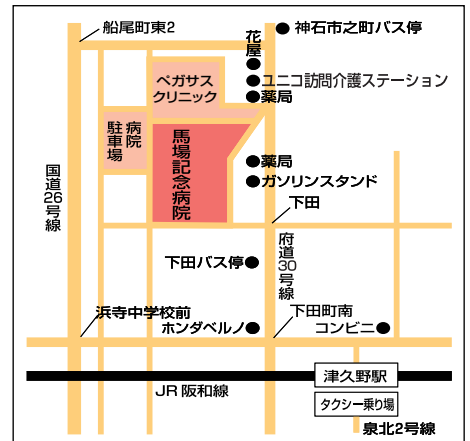 船尾町東2
神石市之町バス停
花屋
ユニコ訪問介護ステーション
薬局
ペガサス
クリニック
病院
駐車場
馬場記念病院
薬局
ガソリンスタンド
国道26号線
下田
府道30号線
下田バス停
浜寺中学校前
ホンダベルノ
下田町南
コンビニ
津久野駅
JR阪和線
タクシー乗り場
泉北2号線